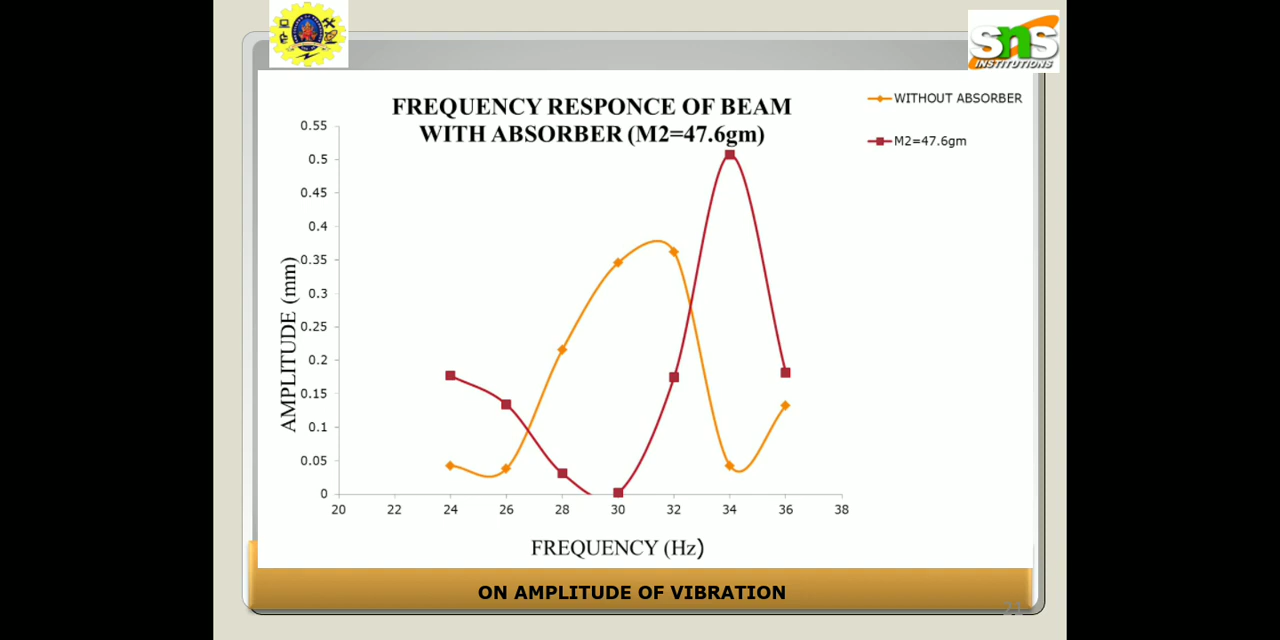 SNS
INSTITUTIONS
FREQUENCY RESPONCE OF BEAM
WITH ABSORBER (M2=47.6gm)
WITHOUT ABSORBER
M2=47.6gm
AMPLITUDE (mm)
0.55
0.5
0.45
0.4
0.35
0.3
0.25
0.2
0.15
0.1
0.05
0
20 22 24 26 28 30 32 34 36 38
FREQUENCY (Hz)
ON AMPLITUDE OF VIBRATION
21